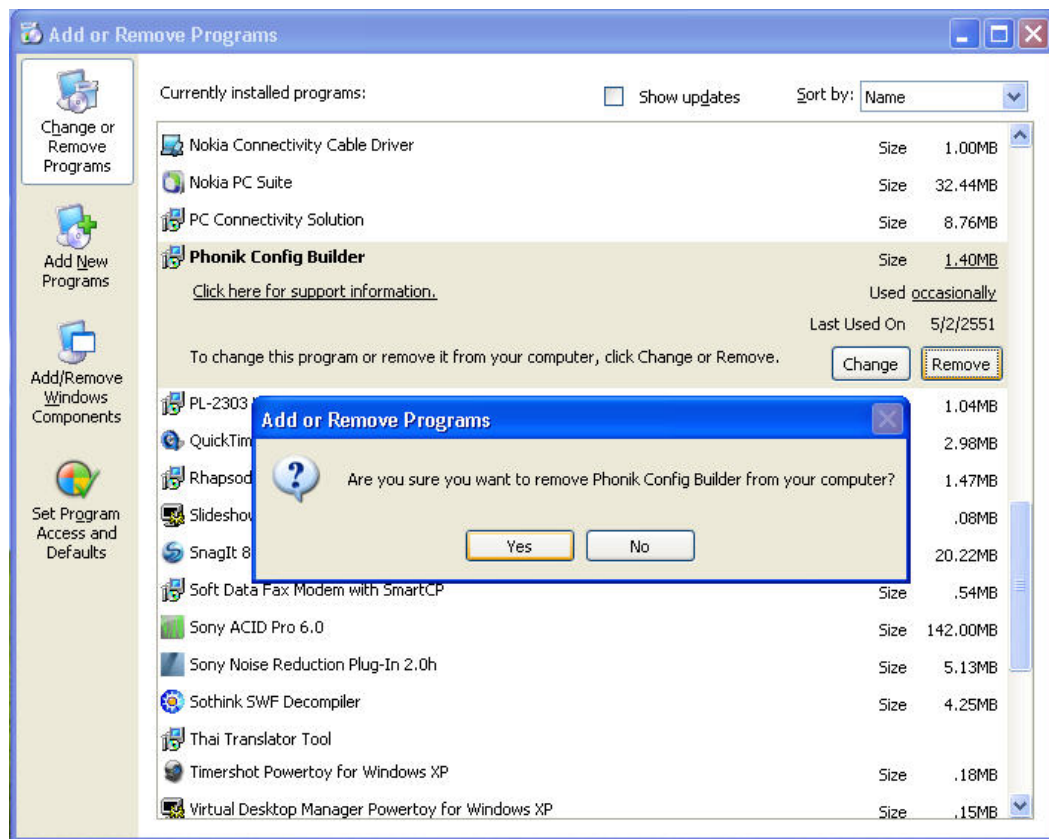 Add or Remove Programs
Change or
Remove
Programs
Add New
Programs
Add/Remove
Windows
Components
Set Program
Access and
Defaults
Currently installed programs: Show updates Sort by: Name
Nokia Connectivity Cable Driver Size 1.00MB
Nokia PC Suite Size 32.44MB
PC Connectivity Solution Size 8.76MB
Phonik Config Builder Size 1.40MB
Click here for support information. Used occasionally
Last Used On 5/2/2551
To change this program or remove it from your computer, click Change or Remove. Change Remove
PL-2303 1.04MB
Add or Remove Programs
QuickTim 2.98MB
Rhapsod 1.47MB
Are you sure you want to remove Phonik Config Builder from your computer?
Slidesho .08MB
Yes No
SnagIt 8 20.22MB
Soft Data Fax Modem with SmartCP Size .54MB
Sony ACID Pro 6.0 Size 142.00MB
Sony Noise Reduction Plug-In 2.0h Size 5.13MB
Sothink SWF Decompiler Size 4.25MB
Thai Translator Tool
Timershot Powertoy for Windows XP Size .18MB
Virtual Desktop Manager Powertoy for Windows XP Size .15MB